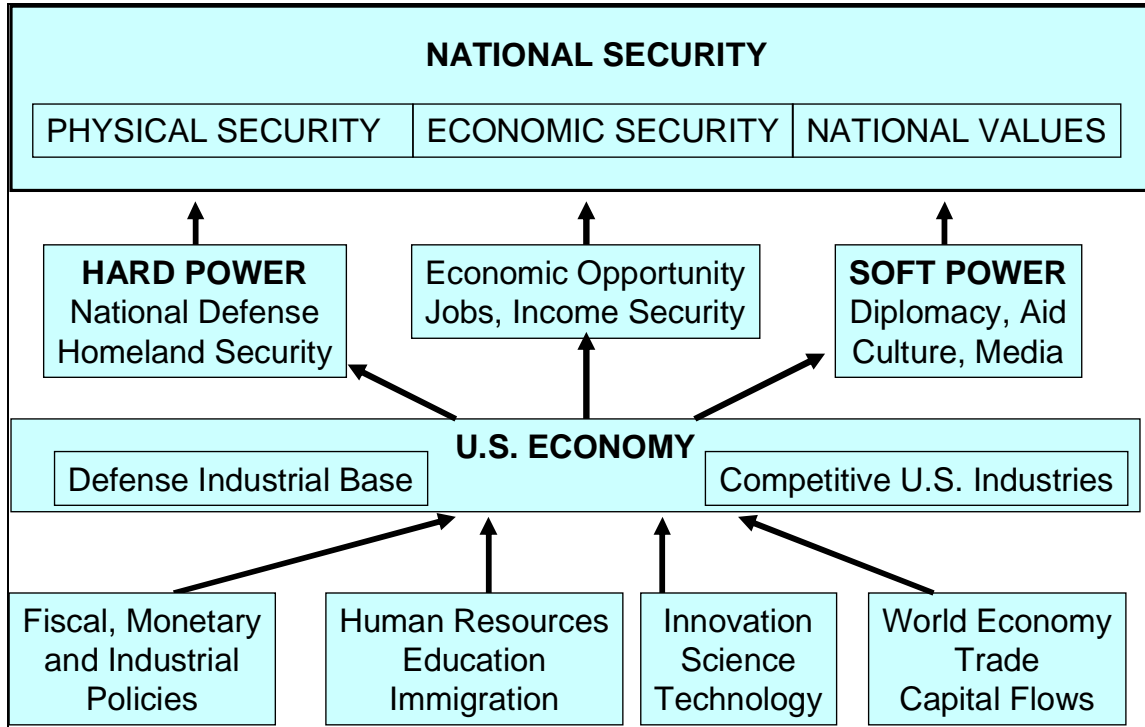 NATIONAL SECURITY
PHYSICAL SECURITY
ECONOMIC SECURITY
NATIONAL VALUES
HARD POWER
National Defense
Homeland Security
Economic Opportunity
Jobs, Income Security
SOFT POWER
Diplomacy, Aid
Culture, Media
U.S. ECONOMY
Defense Industrial Base
Competitive U.S. Industries
Fiscal, Monetary
and Industrial
Policies
Human Resources
Education
Immigration
Innovation
Science
Technology
World Economy
Trade
Capital Flows